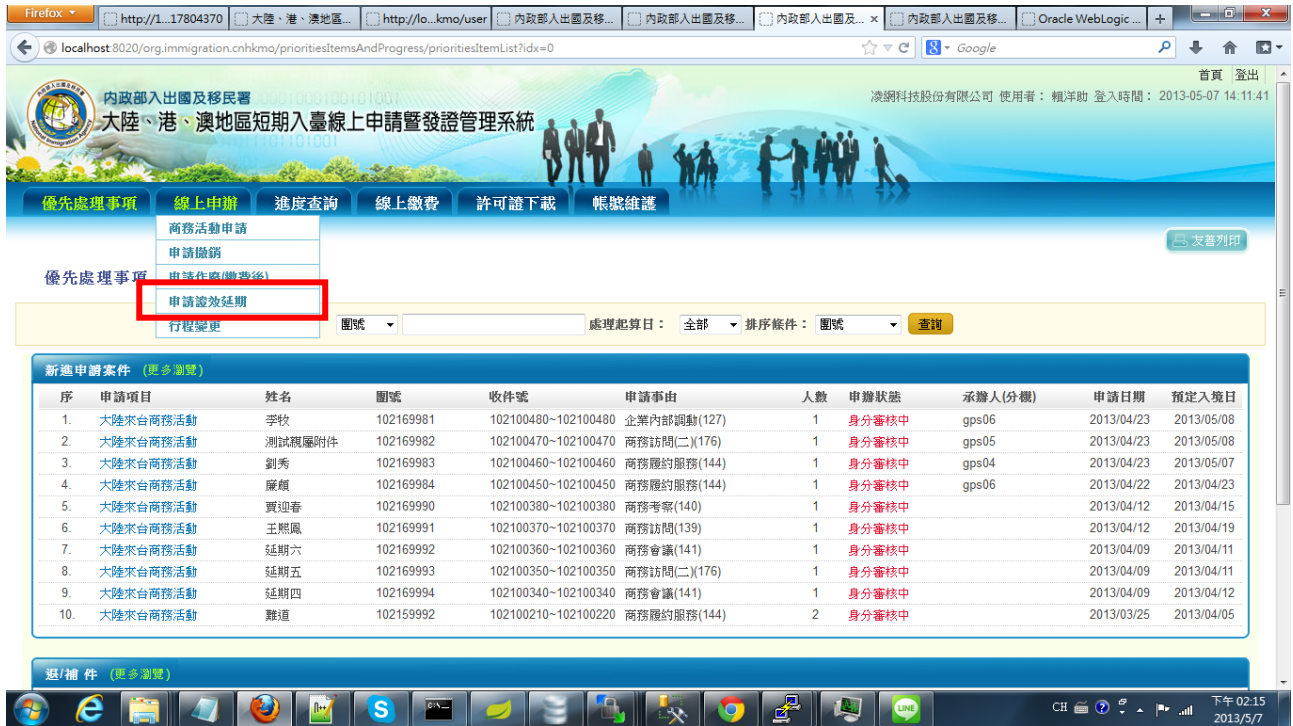 Firefox
http://1...17804370
大陸、港、澳地區...
http://lo...kmo/user
內政部入出國及移...
內政部入出國及移...
內政部入出國及... ×
內政部入出國及移...
Oracle WebLogic ...
+
localhost:8020/org.immigration.cnhkmo/prioritiesItemsAndProgress/prioritiesItemList?idx=0
Google
首頁 登出
內政部入出國及移民署
凌網科技股份有限公司 使用者： 賴洋助 登入時間： 2013-05-07 14:11:41
大陸、港、澳地區短期入臺線上申請暨發證管理系統
優先處理事項 線上申辦 進度查詢 線上繳費 許可證下載 帳號維護
商務活動申請
申請撤銷
友善列印
優先處理事項
申請作廢(繳費後)
申請證效延期
行程變更
團號 處理起算日： 全部 排序條件： 團號 查詢
新進申請案件 (更多瀏覽)
序 申請項目 姓名 團號 收件號 申請事由 人數 申辦狀態 承辦人(分機) 申請日期 預定入境日
1. 大陸來台商務活動 李牧 102169981 102100480~102100480 企業內部調動(127) 1 身分審核中 gps06 2013/04/23 2013/05/08
2. 大陸來台商務活動 測試親屬附件 102169982 102100470~102100470 商務訪問(二)(176) 1 身分審核中 gps05 2013/04/23 2013/05/08
3. 大陸來台商務活動 劉秀 102169983 102100460~102100460 商務履約服務(144) 1 身分審核中 gps04 2013/04/23 2013/05/07
4. 大陸來台商務活動 嚴頗 102169984 102100450~102100450 商務履約服務(144) 1 身分審核中 gps06 2013/04/22 2013/04/23
5. 大陸來台商務活動 賈迎春 102169990 102100380~102100380 商務考察(140) 1 身分審核中 2013/04/12 2013/04/15
6. 大陸來台商務活動 王熙鳳 102169991 102100370~102100370 商務訪問(139) 1 身分審核中 2013/04/12 2013/04/19
7. 大陸來台商務活動 延期六 102169992 102100360~102100360 商務會議(141) 1 身分審核中 2013/04/09 2013/04/11
8. 大陸來台商務活動 延期五 102169993 102100350~102100350 商務訪問(二)(176) 1 身分審核中 2013/04/09 2013/04/11
9. 大陸來台商務活動 延期四 102169994 102100340~102100340 商務會議(141) 1 身分審核中 2013/04/09 2013/04/12
10. 大陸來台商務活動 難道 102159992 102100210~102100220 商務履約服務(144) 2 身分審核中 2013/03/25 2013/04/05
退/補 件 (更多瀏覽)
CH
下午 02:15
2013/5/7